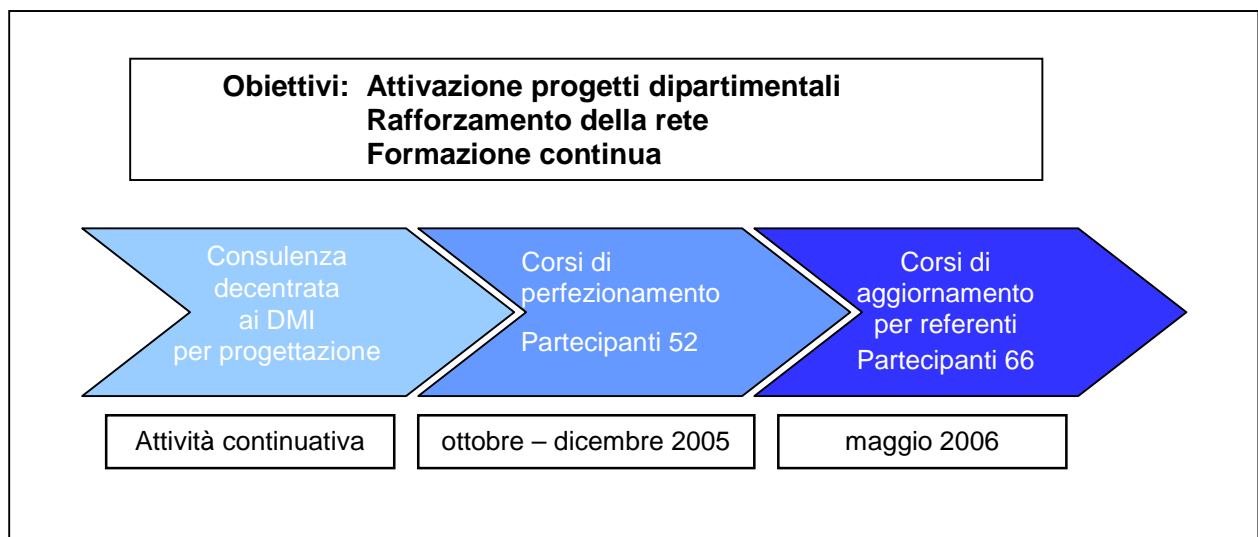 Obiettivi: Attivazione progetti dipartimentali
Rafforzamento della rete
Formazione continua
Consulenza
decentrata
ai DMI
per progettazione
Corsi di
perfezionamento
Partecipanti 52
Corsi di
aggiornamento
per referenti
Partecipanti 66
Attività continuativa
ottobre – dicembre 2005
maggio 2006